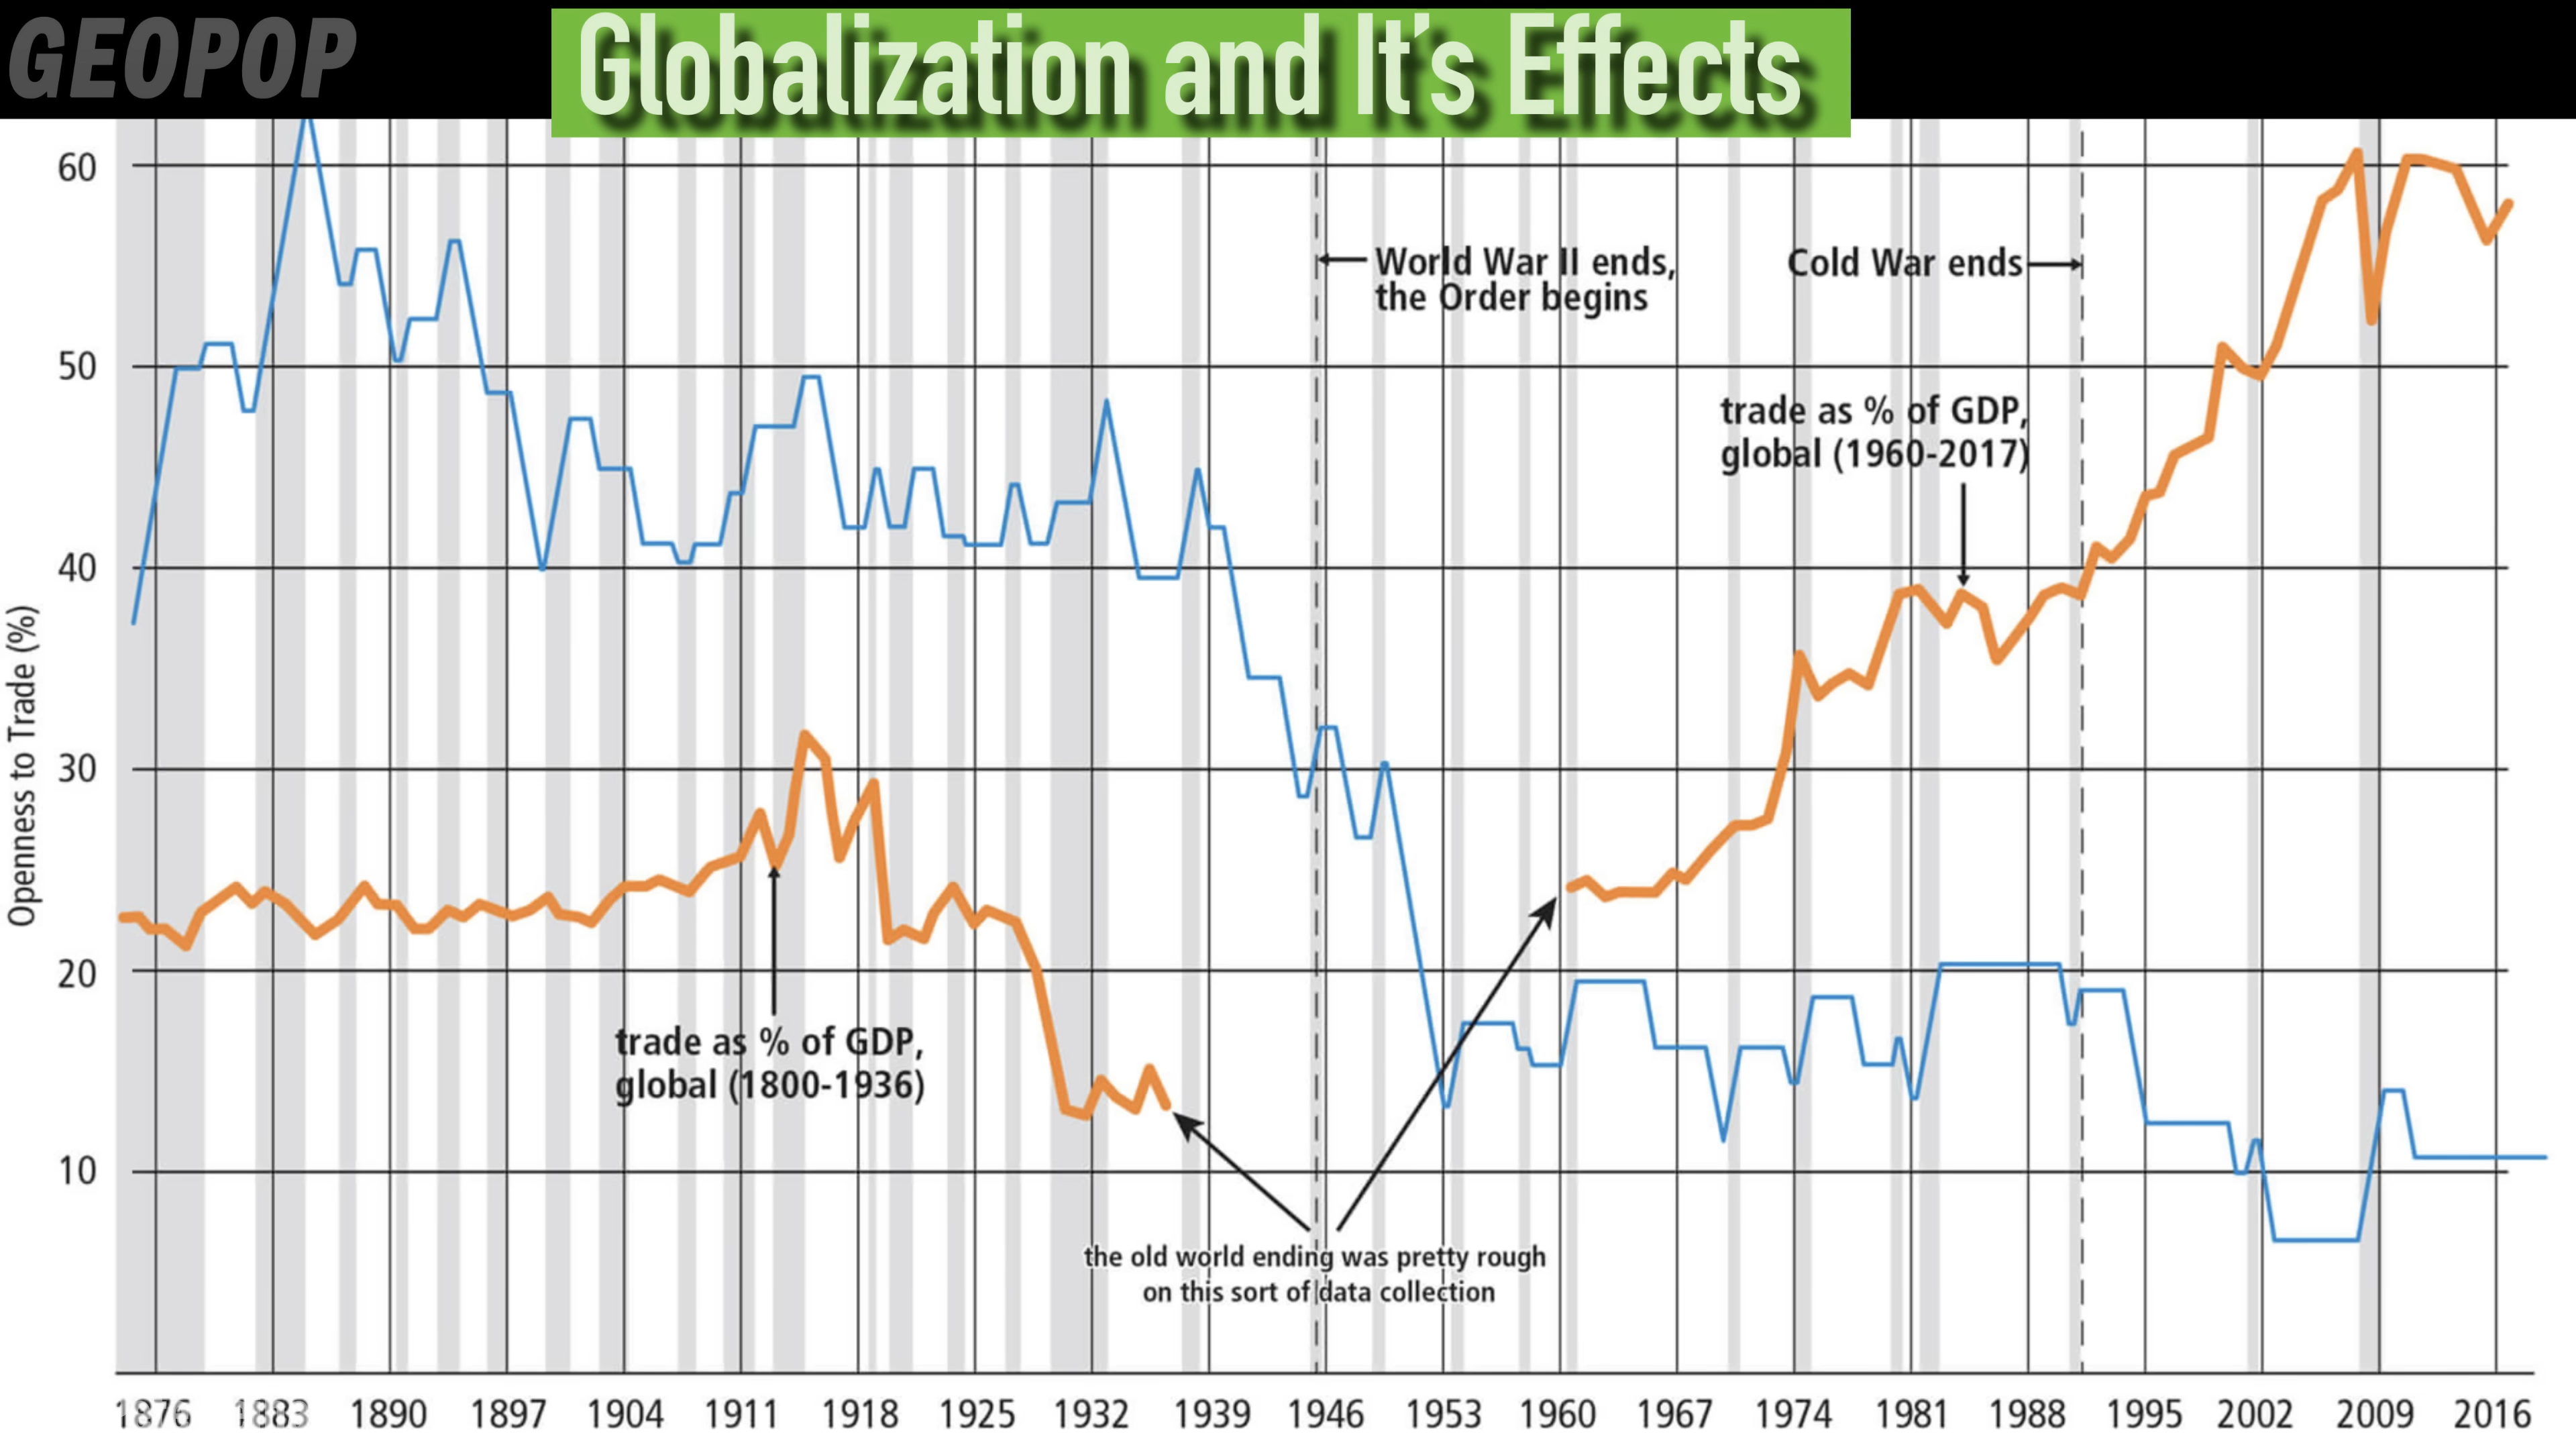 GEOPOP
Globalization and It's Effects
60
50
40
30
20
10
Openness to Trade (%)
World War II ends,
the Order begins
Cold War ends
trade as % of GDP,
global (1960-2017)
trade as % of GDP,
global (1800-1936)
the old world ending was pretty rough
on this sort of data collection
1876 1883 1890 1897 1904 1911 1918 1925 1932 1939 1946 1953 1960 1967 1974 1981 1988 1995 2002 2009 2016